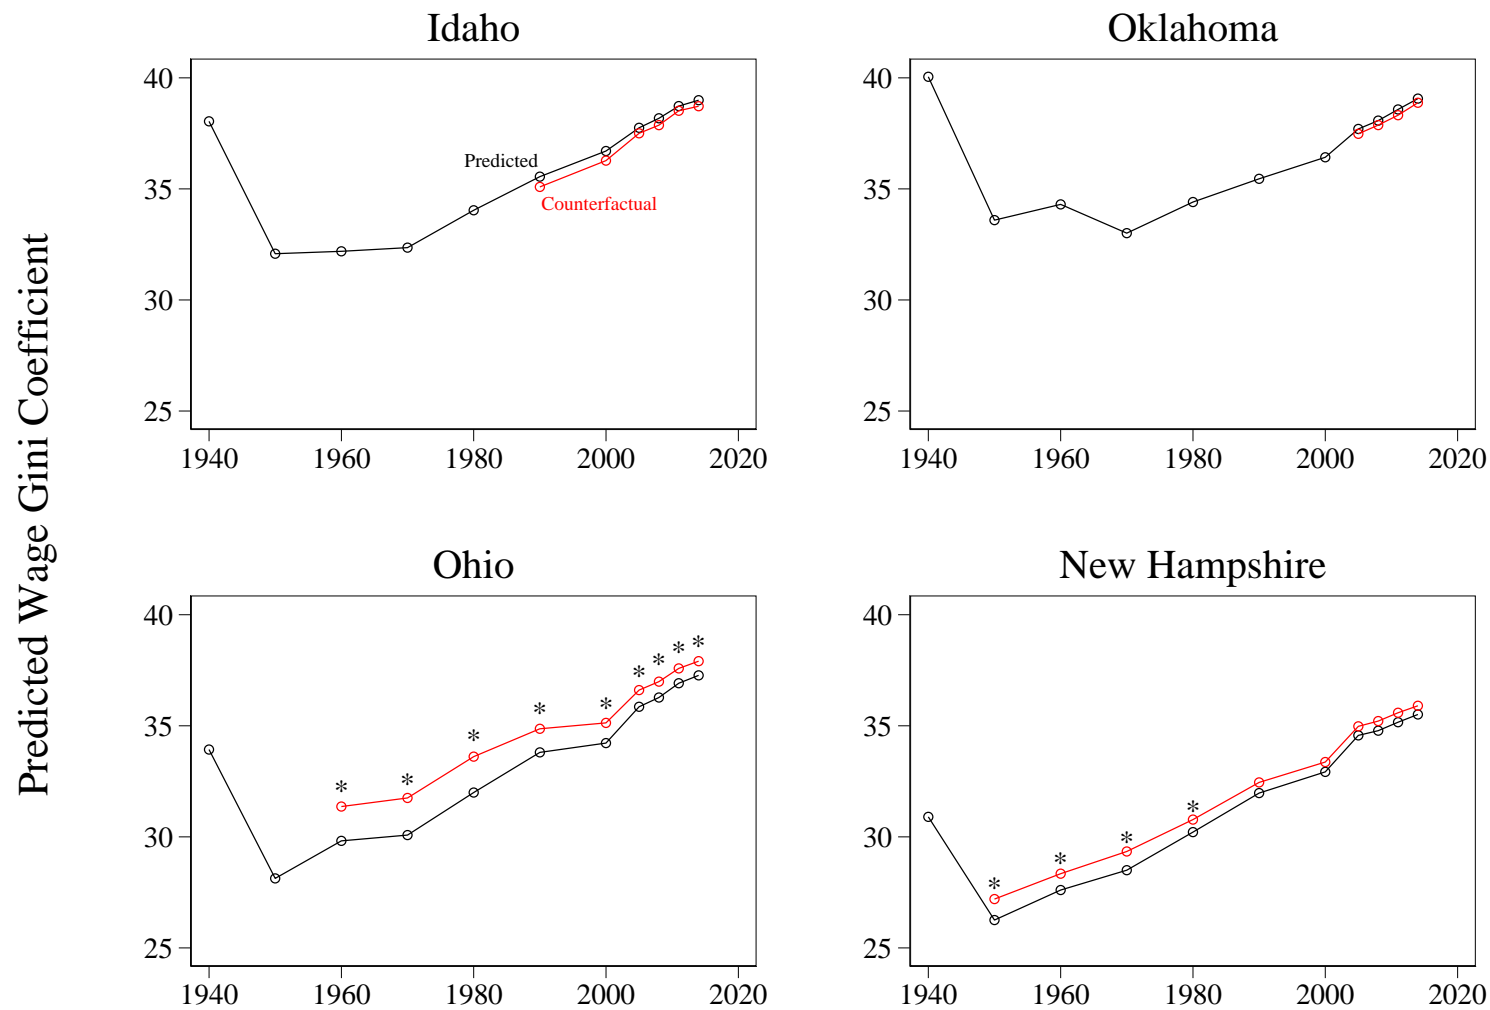 Predicted Wage Gini Coefficient
Idaho
40
35
30
25
1940 1960 1980 2000 2020
Predicted
Counterfactual
Oklahoma
40
35
30
25
1940 1960 1980 2000 2020
Ohio
40
35
30
25
1940 1960 1980 2000 2020
* * * * * * * * *
New Hampshire
40
35
30
25
1940 1960 1980 2000 2020
* * * *